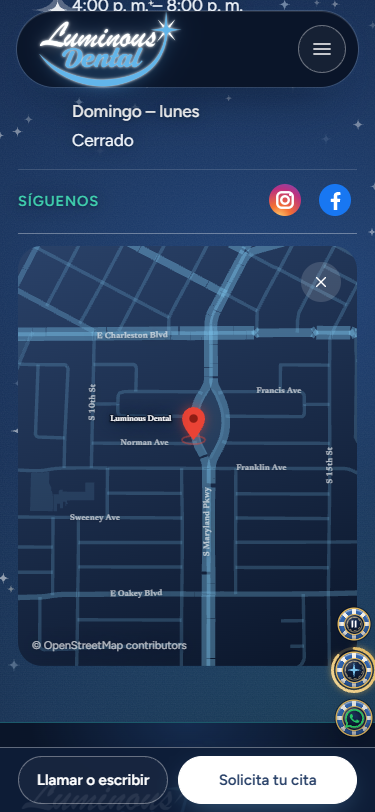 4:00 p. m. – 8:00 p. m.
Luminous
Dental
Domingo – lunes
Cerrado
SÍGUENOS
E Charleston Blvd
S 10th St
Francis Ave
Luminous Dental
Norman Ave
Franklin Ave
S 15th St
S Maryland Pkwy
Sweeney Ave
E Oakey Blvd
© OpenStreetMap contributors
Llamar o escribir
Solicita tu cita
Luminous